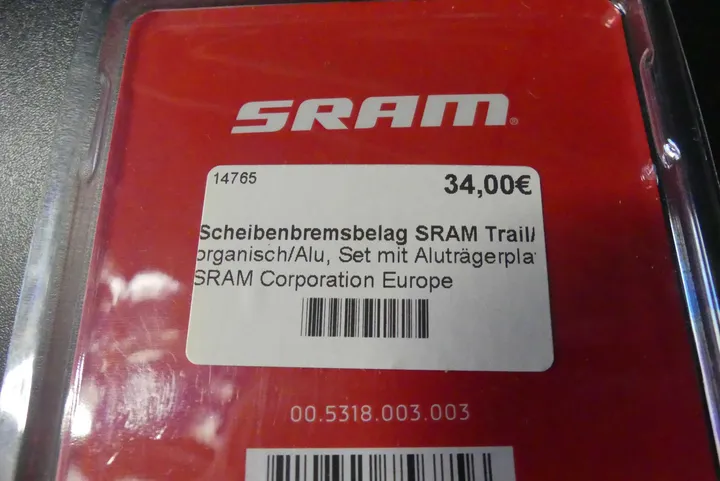 SRAM®
14765
34,00€
Scheibenbremsbelag SRAM Trail/
organisch/Alu, Set mit Aluträgerpla
SRAM Corporation Europe
00.5318.003.003